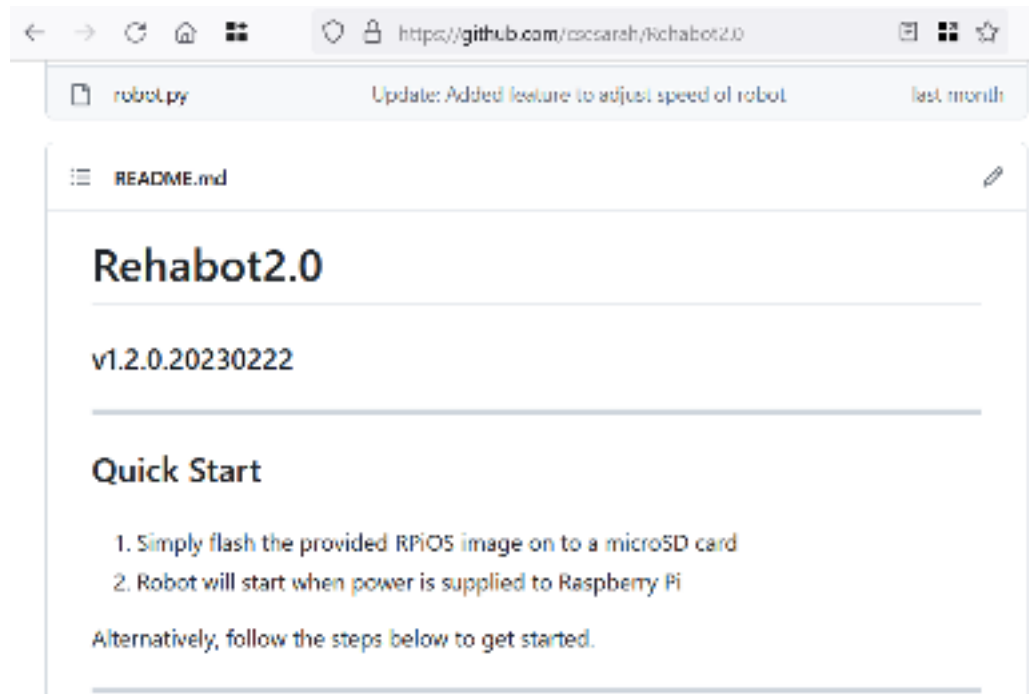 https://github.com/cscsarah/Rehabot2.0
robot.py Update: Added feature to adjust speed of robot last month
README.md
Rehabot2.0
v1.2.0.20230222
Quick Start
1. Simply flash the provided RPiOS image on to a microSD card
2. Robot will start when power is supplied to Raspberry Pi
Alternatively, follow the steps below to get started.